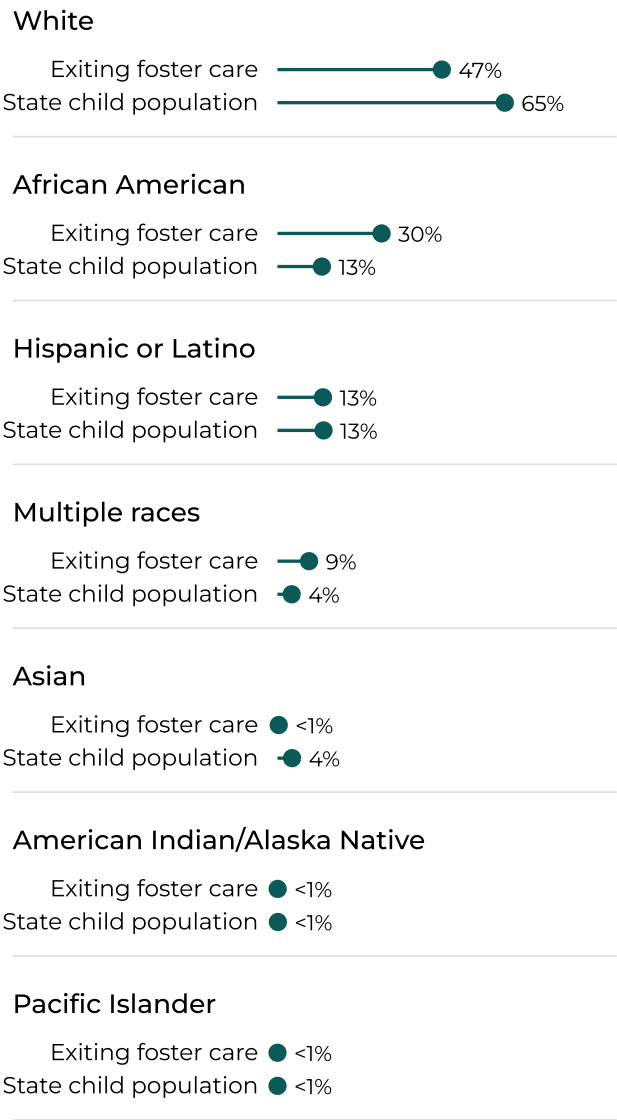 White
Exiting foster care 47%
State child population 65%
African American
Exiting foster care 30%
State child population 13%
Hispanic or Latino
Exiting foster care 13%
State child population 13%
Multiple races
Exiting foster care 9%
State child population 4%
Asian
Exiting foster care <1%
State child population 4%
American Indian/Alaska Native
Exiting foster care <1%
State child population <1%
Pacific Islander
Exiting foster care <1%
State child population <1%